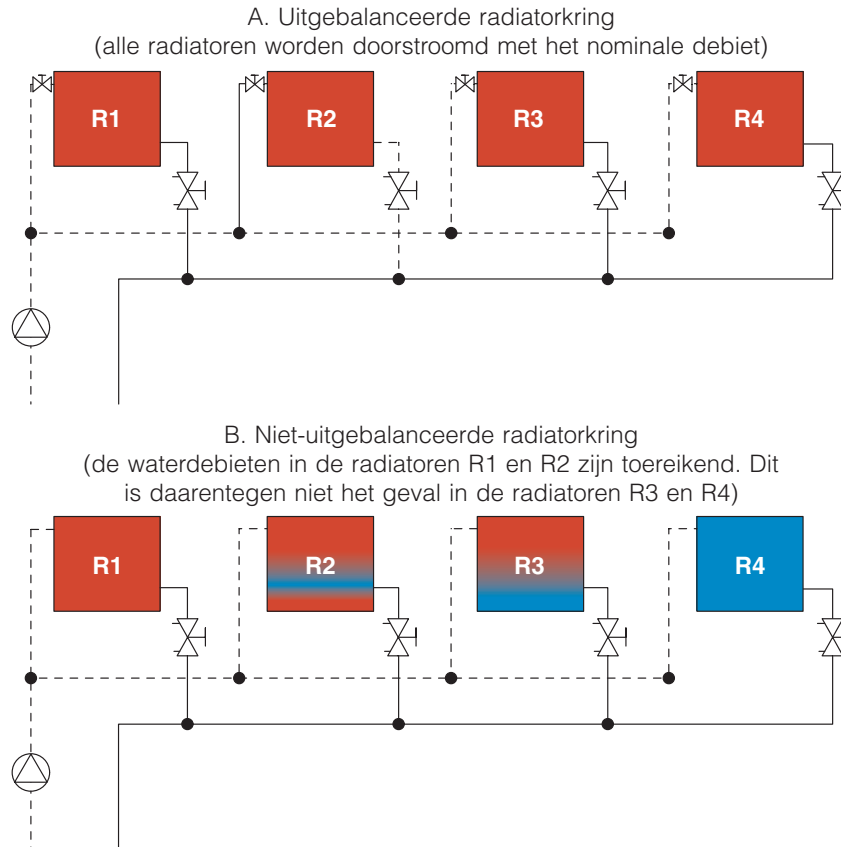 A. Uitgebalanceerde radiatorkring
(alle radiatoren worden doorstroomd met het nominale debiet)
R1 R2 R3 R4
B. Niet-uitgebalanceerde radiatorkring
(de waterdebieten in de radiatoren R1 en R2 zijn toereikend. Dit
is daarentegen niet het geval in de radiatoren R3 en R4)
R1 R2 R3 R4